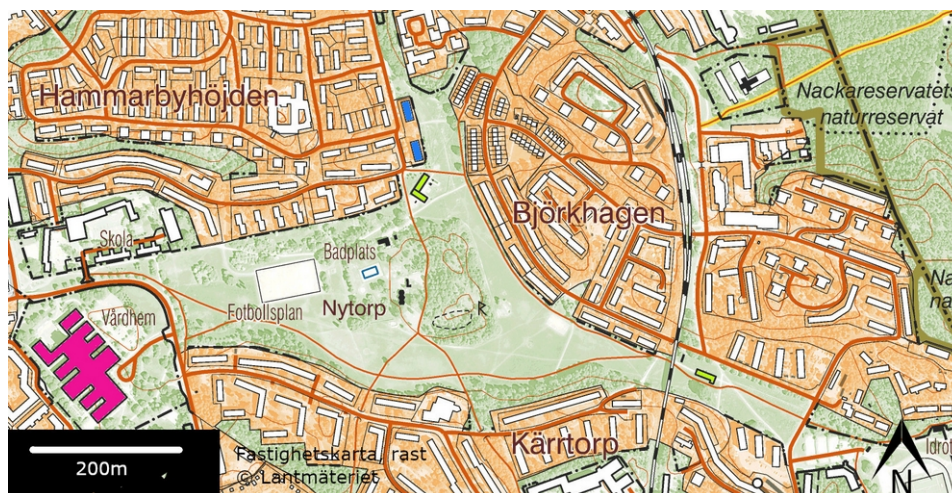 Hammarbyhöjden
Nackareservatets
naturreservat
Björkhagen
Skola
Badplats
Fotbollsplan
Nytorp
R
Vårdhem
Kärrtorp
200m
Fastighetskarta, rast
© Lantmäteriet
N